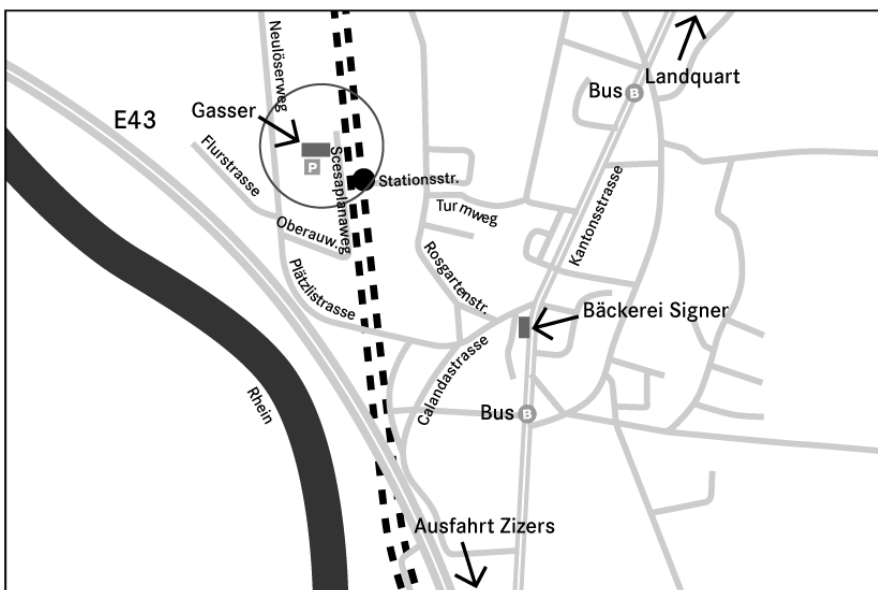 Neulöserweg
Landquart
Bus
B
Gasser
E43
Flurstrasse
P
Scesaplanaweg
Stationsstr.
Turmweg
Kantonsstrasse
Oberauw.
Rosgartenstr.
Plätzlistrasse
Bäckerei Signer
Calandastrasse
Rhein
Bus
B
Ausfahrt Zizers